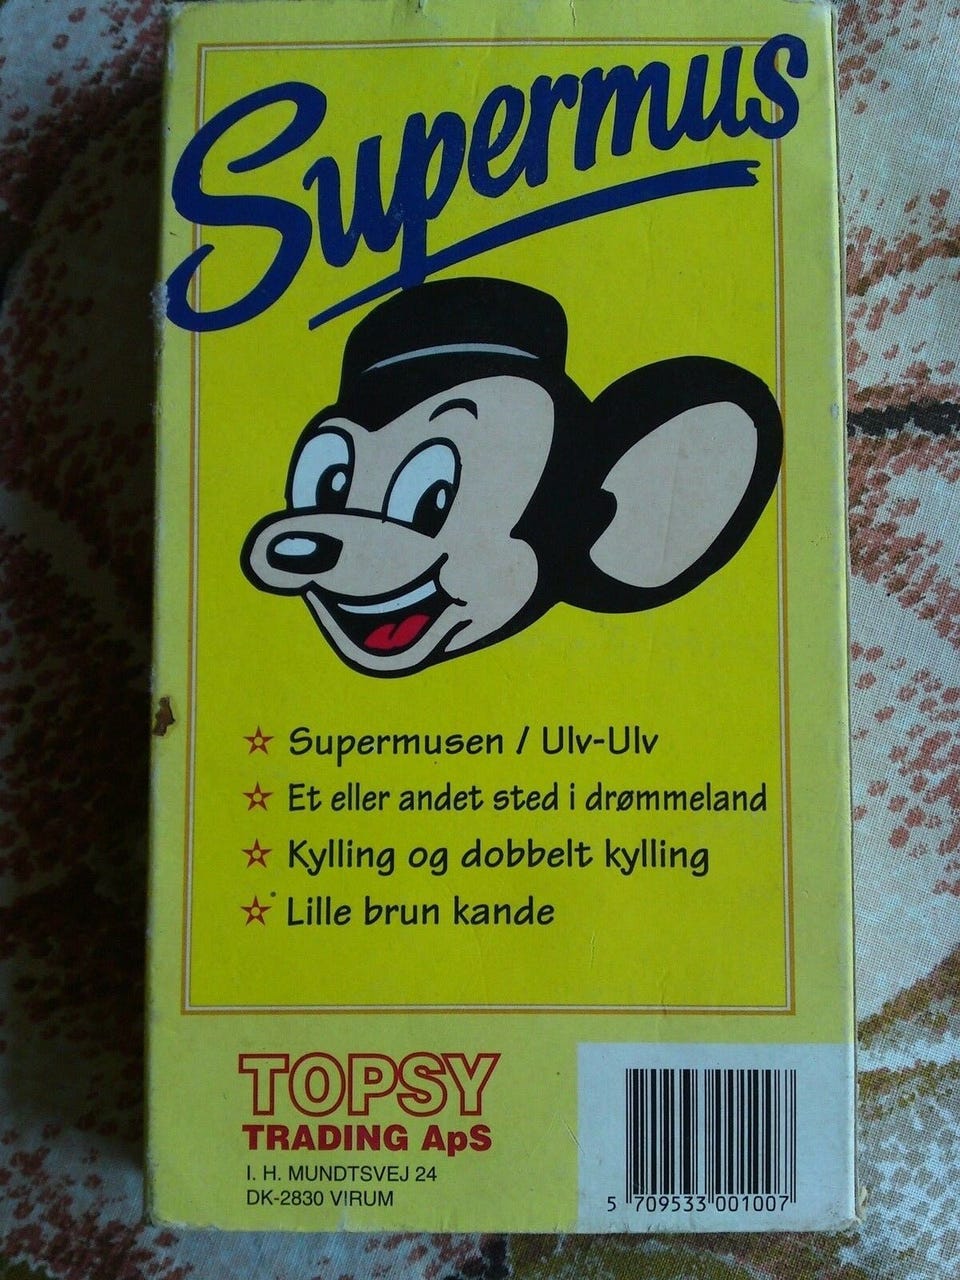 Supermus
Supermusen / Ulv-Ulv
Et eller andet sted i drømmeland
Kylling og dobbelt kylling
Lille brun kande
TOPSY
TRADING ApS
I. H. MUNDTSVEJ 24
DK-2830 VIRUM
5 709533 001007